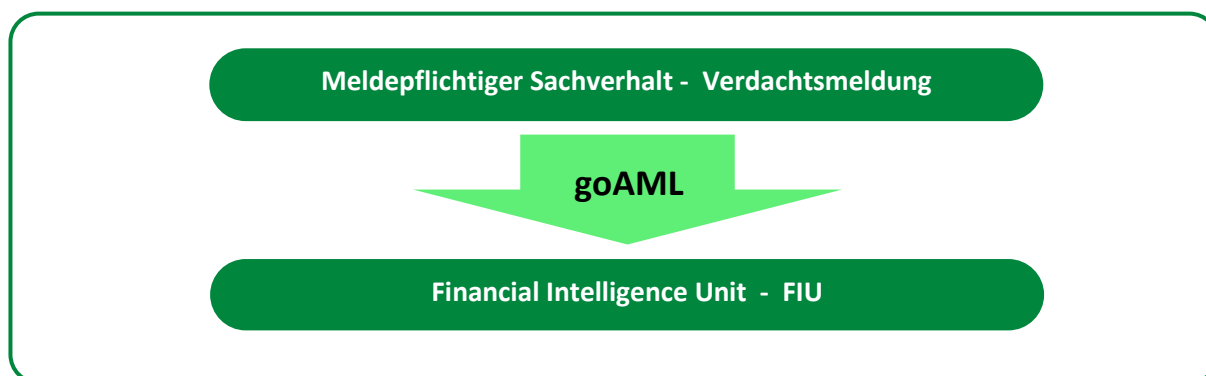 Meldepflichtiger Sachverhalt - Verdachtsmeldung
goAML
Financial Intelligence Unit - FIU